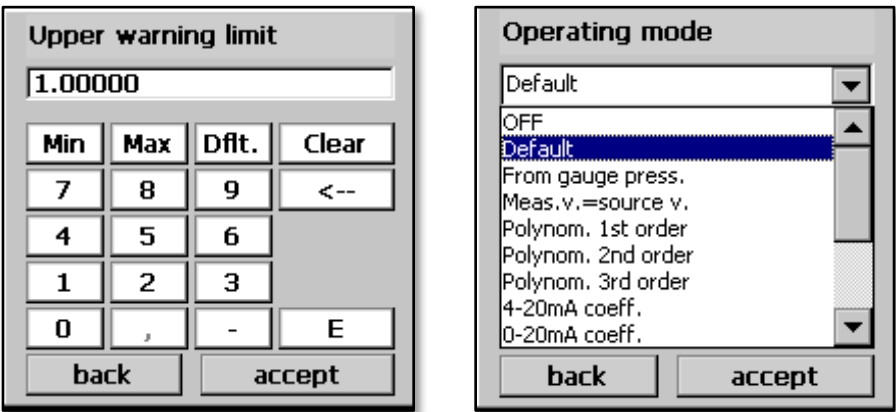 Upper warning limit
1.00000
Min Max Dflt. Clear
7 8 9 <--
4 5 6
1 2 3
0 , - E
back accept
Operating mode
Default
OFF
Default
From gauge press.
Meas.v.=source v.
Polynom. 1st order
Polynom. 2nd order
Polynom. 3rd order
4-20mA coeff.
0-20mA coeff.
back accept